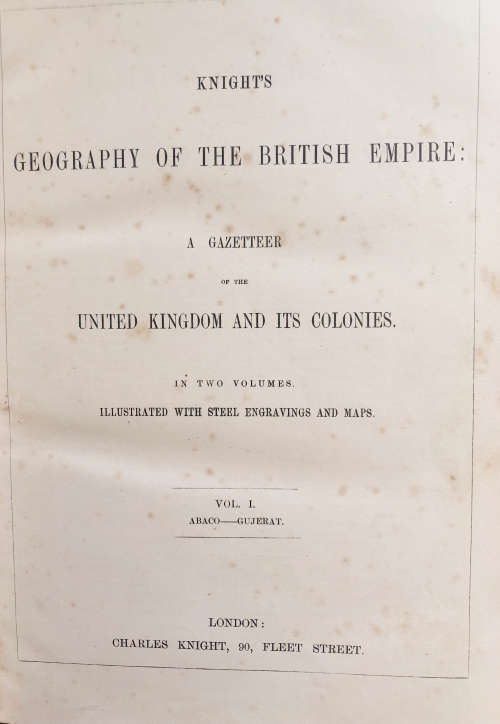 KNIGHT'S
GEOGRAPHY OF THE BRITISH EMPIRE:
A GAZETTEER
OF THE
UNITED KINGDOM AND ITS COLONIES.
IN TWO VOLUMES.
ILLUSTRATED WITH STEEL ENGRAVINGS AND MAPS.
VOL. I.
ABACO——GUJERAT.
LONDON:
CHARLES KNIGHT, 90, FLEET STREET.